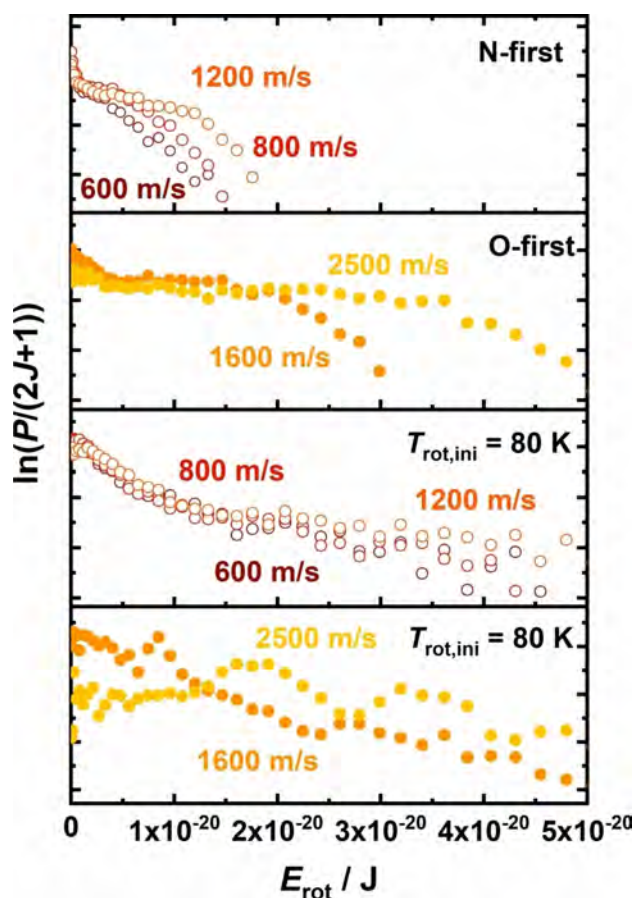 N-first
1200 m/s
800 m/s
600 m/s
O-first
2500 m/s
1600 m/s
ln(P/(2J+1))
T_rot,ini = 80 K
800 m/s
1200 m/s
600 m/s
2500 m/s
T_rot,ini = 80 K
1600 m/s
0 1x10⁻²⁰ 2x10⁻²⁰ 3x10⁻²⁰ 4x10⁻²⁰ 5x10⁻²⁰
E_rot / J